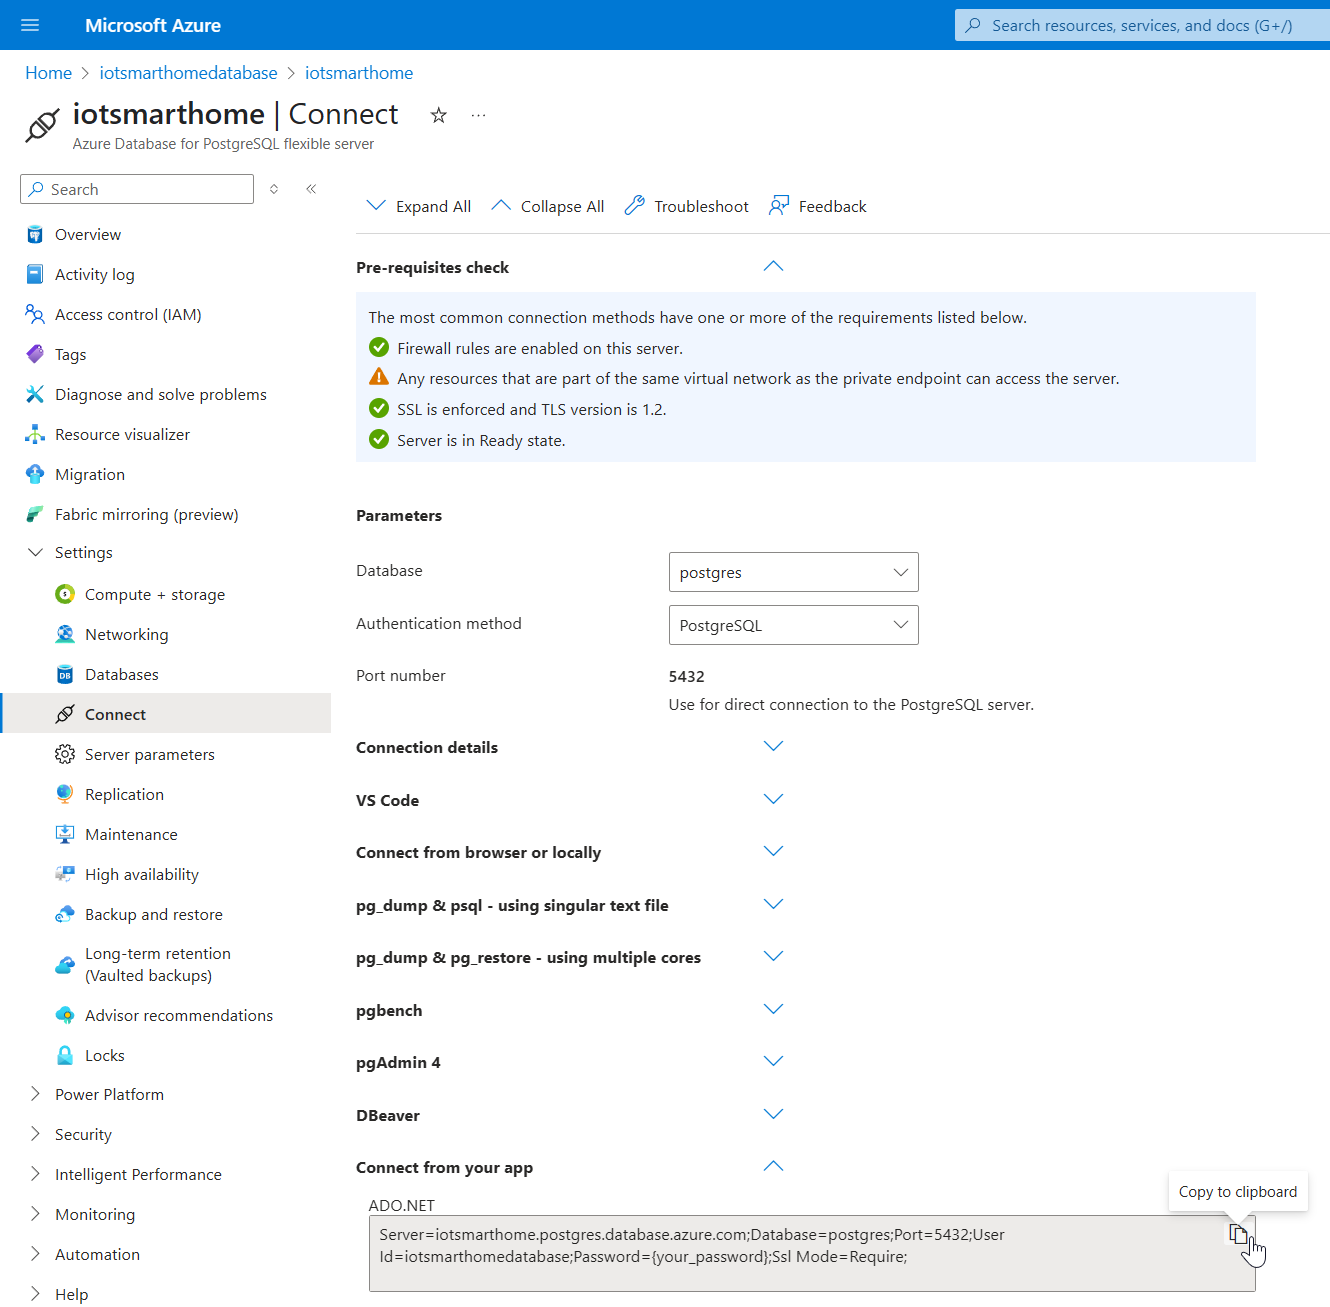 Microsoft Azure
Search resources, services, and docs (G+/)
Home > iotsmarthomedatabase > iotsmarthome
iotsmarthome | Connect
Azure Database for PostgreSQL flexible server
Search
Overview
Activity log
Access control (IAM)
Tags
Diagnose and solve problems
Resource visualizer
Migration
Fabric mirroring (preview)
Settings
Compute + storage
Networking
Databases
Connect
Server parameters
Replication
Maintenance
High availability
Backup and restore
Long-term retention
(Vaulted backups)
Advisor recommendations
Locks
Power Platform
Security
Intelligent Performance
Monitoring
Automation
Help
Expand All Collapse All Troubleshoot Feedback
Pre-requisites check
The most common connection methods have one or more of the requirements listed below.
Firewall rules are enabled on this server.
Any resources that are part of the same virtual network as the private endpoint can access the server.
SSL is enforced and TLS version is 1.2.
Server is in Ready state.
Parameters
Database postgres
Authentication method PostgreSQL
Port number 5432
Use for direct connection to the PostgreSQL server.
Connection details
VS Code
Connect from browser or locally
pg_dump & psql - using singular text file
pg_dump & pg_restore - using multiple cores
pgbench
pgAdmin 4
DBeaver
Connect from your app
Copy to clipboard
ADO.NET
Server=iotsmarthome.postgres.database.azure.com;Database=postgres;Port=5432;User
Id=iotsmarthomedatabase;Password={your_password};Ssl Mode=Require;